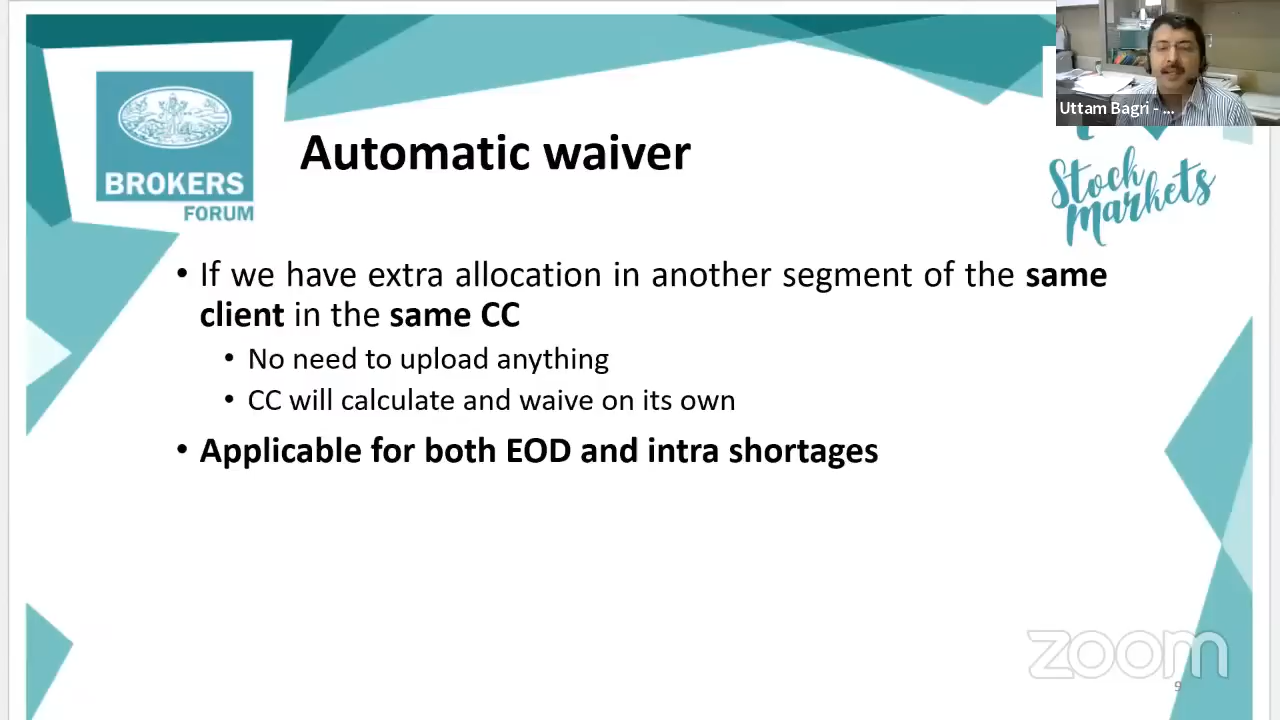 Uttam Bagri - ...
BROKERS
FORUM
Automatic waiver
Stock
markets
• If we have extra allocation in another segment of the same
client in the same CC
• No need to upload anything
• CC will calculate and waive on its own
• Applicable for both EOD and intra shortages
zoom
9